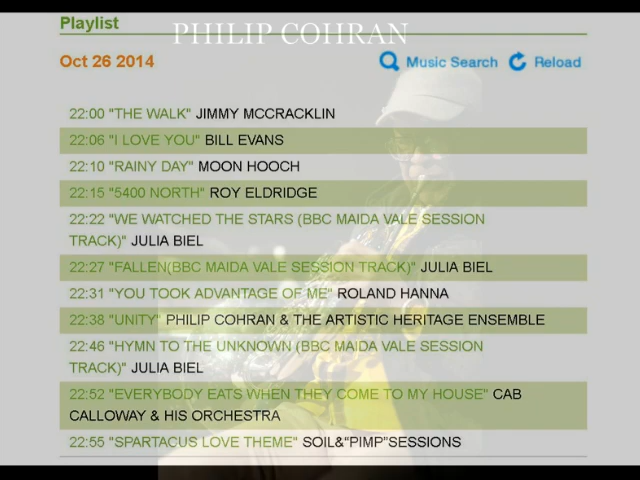 Playlist
PHILIP COHRAN
Oct 26 2014
Music Search
Reload
22:00 "THE WALK" JIMMY MCCRACKLIN
22:06 "I LOVE YOU" BILL EVANS
22:10 "RAINY DAY" MOON HOOCH
22:15 "5400 NORTH" ROY ELDRIDGE
22:22 "WE WATCHED THE STARS (BBC MAIDA VALE SESSION
TRACK)" JULIA BIEL
22:27 "FALLEN(BBC MAIDA VALE SESSION TRACK)" JULIA BIEL
22:31 "YOU TOOK ADVANTAGE OF ME" ROLAND HANNA
22:38 "UNITY" PHILIP COHRAN & THE ARTISTIC HERITAGE ENSEMBLE
22:46 "HYMN TO THE UNKNOWN (BBC MAIDA VALE SESSION
TRACK)" JULIA BIEL
22:52 "EVERYBODY EATS WHEN THEY COME TO MY HOUSE" CAB
CALLOWAY & HIS ORCHESTRA
22:55 "SPARTACUS LOVE THEME" SOIL&“PIMP”SESSIONS